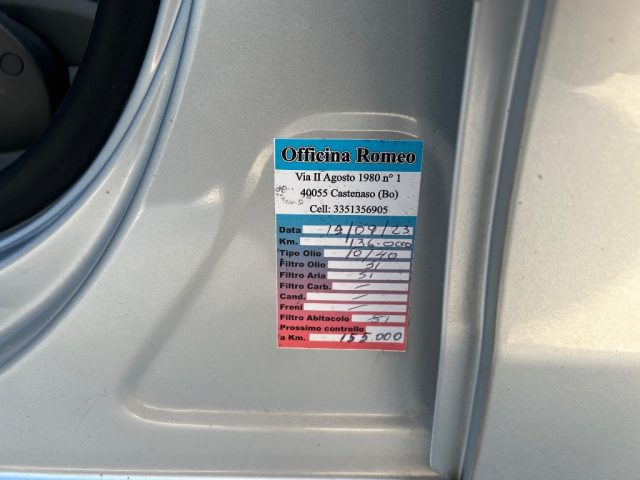 Officina Romeo
Via II Agosto 1980 n° 1
40055 Castenaso (Bo)
Cell: 3351356905
Data 19/09/23
Km. 136.000
Tipo Olio 10/40
Filtro Olio SI
Filtro Aria SI
Filtro Carb. /
Cand. /
Freni /
Filtro Abitacolo SI
Prossimo controllo
a Km. 155.000